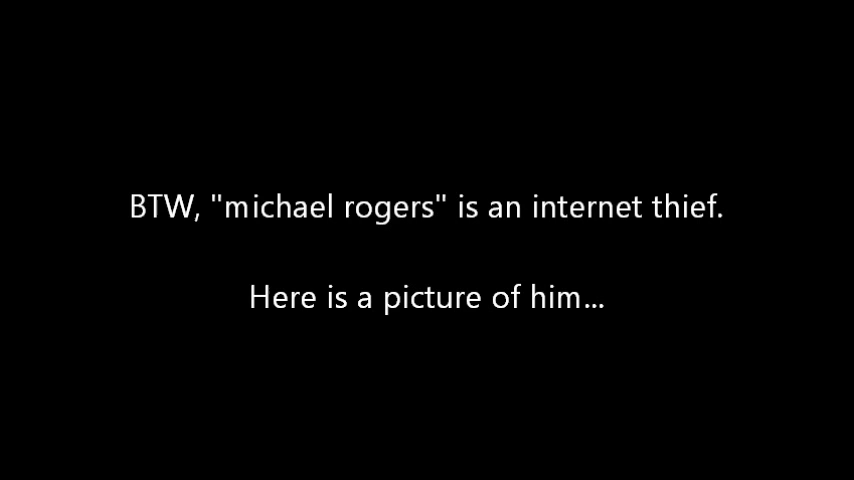 BTW, "michael rogers" is an internet thief.
Here is a picture of him...